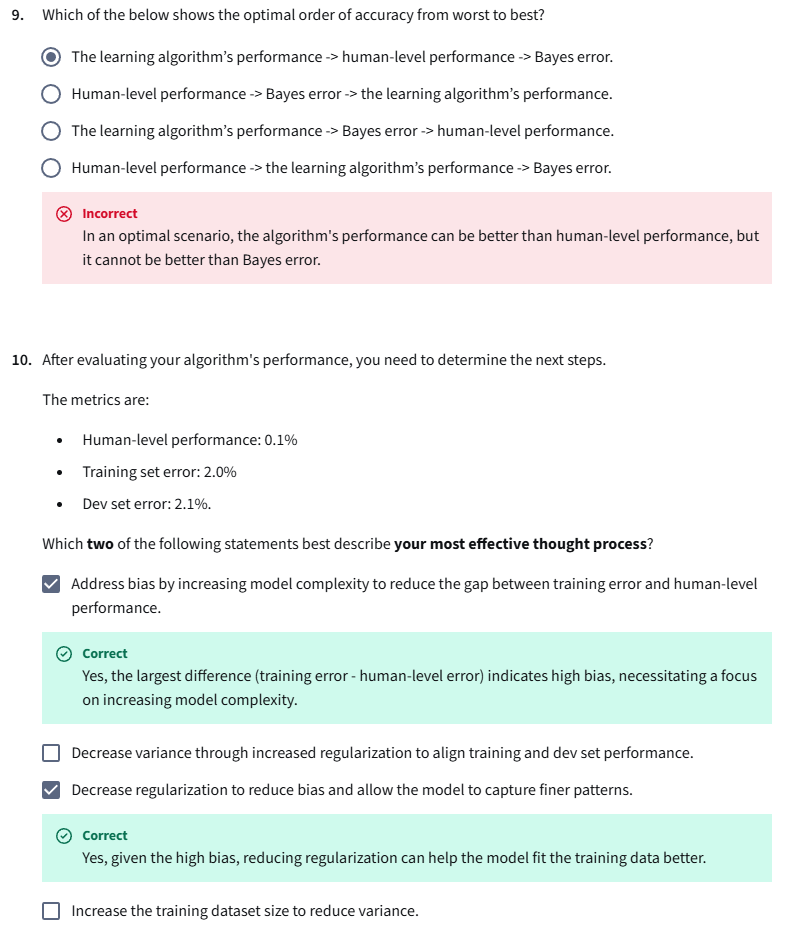 9. Which of the below shows the optimal order of accuracy from worst to best?
The learning algorithm’s performance -> human-level performance -> Bayes error.
Human-level performance -> Bayes error -> the learning algorithm’s performance.
The learning algorithm’s performance -> Bayes error -> human-level performance.
Human-level performance -> the learning algorithm’s performance -> Bayes error.
Incorrect
In an optimal scenario, the algorithm's performance can be better than human-level performance, but
it cannot be better than Bayes error.
10. After evaluating your algorithm's performance, you need to determine the next steps.
The metrics are:
• Human-level performance: 0.1%
• Training set error: 2.0%
• Dev set error: 2.1%.
Which two of the following statements best describe your most effective thought process?
Address bias by increasing model complexity to reduce the gap between training error and human-level
performance.
Correct
Yes, the largest difference (training error - human-level error) indicates high bias, necessitating a focus
on increasing model complexity.
Decrease variance through increased regularization to align training and dev set performance.
Decrease regularization to reduce bias and allow the model to capture finer patterns.
Correct
Yes, given the high bias, reducing regularization can help the model fit the training data better.
Increase the training dataset size to reduce variance.